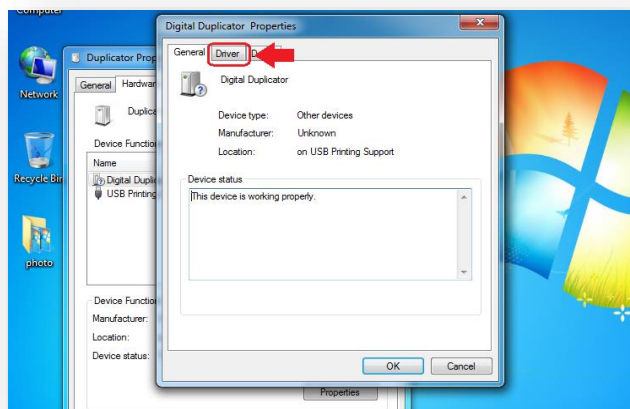 Computer
Network
Recycle Bin
photo
Duplicator Prop
General
Hardwar
Duplica
Device Function
Name
Digital Duplic
USB Printing
Device Function
Manufacturer:
Location:
Device status:
Properties
Digital Duplicator Properties
General
Driver
Digital Duplicator
Device type: Other devices
Manufacturer: Unknown
Location: on USB Printing Support
Device status
This device is working properly.
OK
Cancel